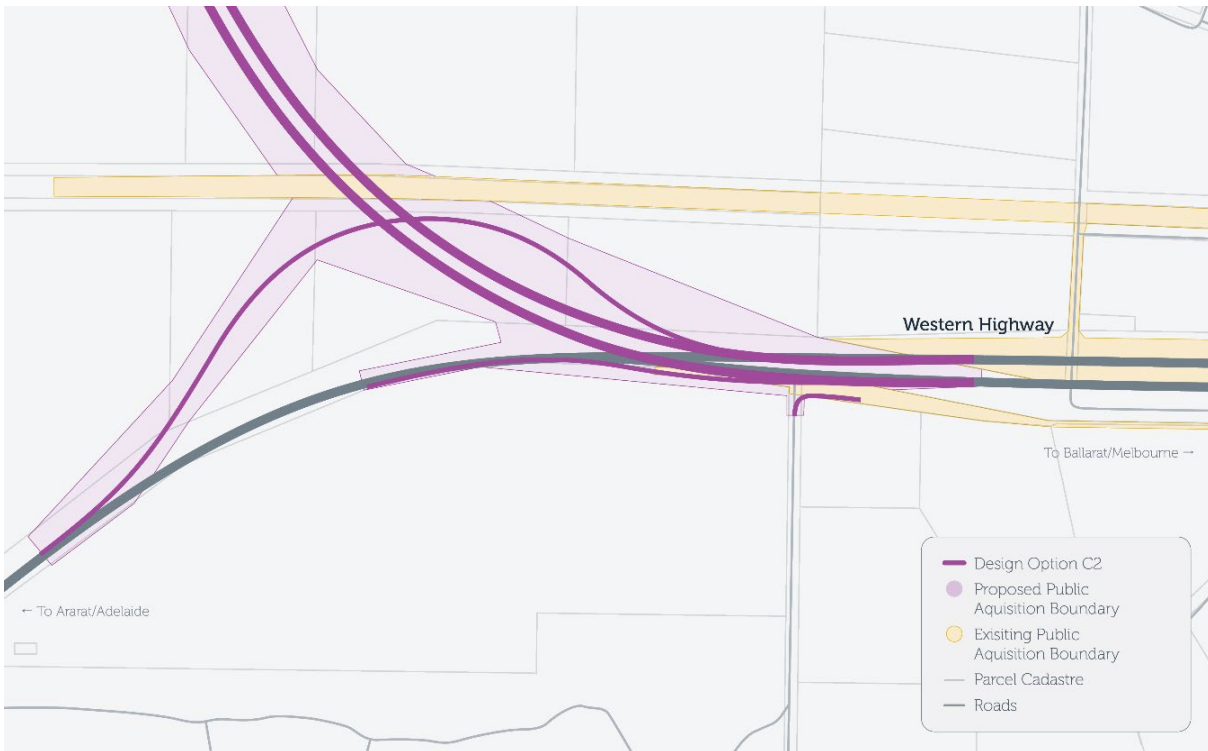 Western Highway
To Ballarat/Melbourne →
← To Ararat/Adelaide
Design Option C2
Proposed Public
Aquisition Boundary
Exisiting Public
Aquisition Boundary
Parcel Cadastre
Roads